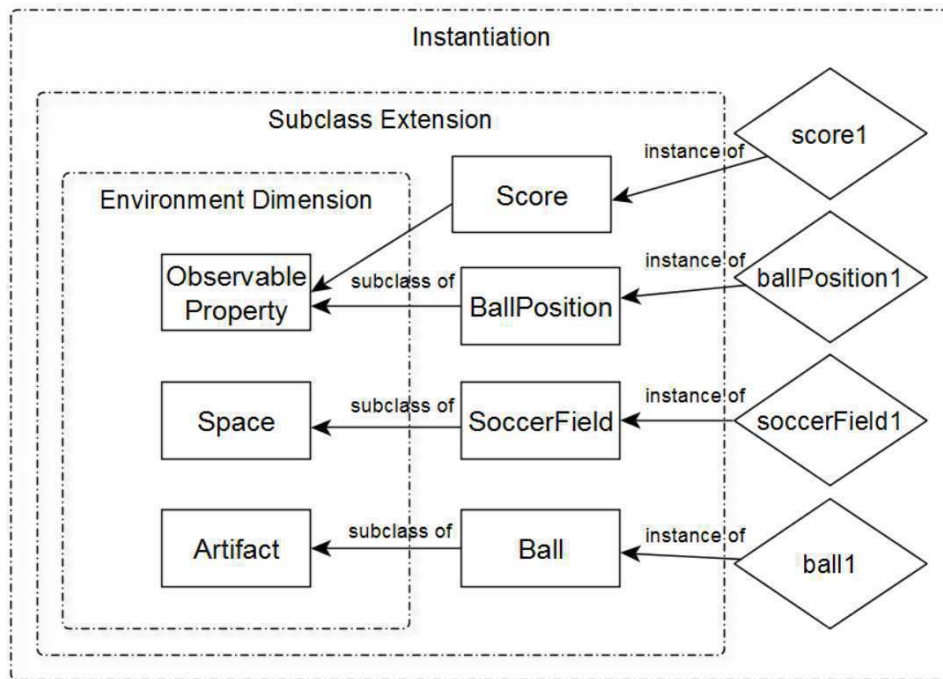 Instantiation
Subclass Extension
score1
instance of
Score
Environment Dimension
instance of
Observable
Property
subclass of
BallPosition
ballPosition1
instance of
Space
subclass of
SoccerField
soccerField1
instance of
Artifact
subclass of
Ball
ball1